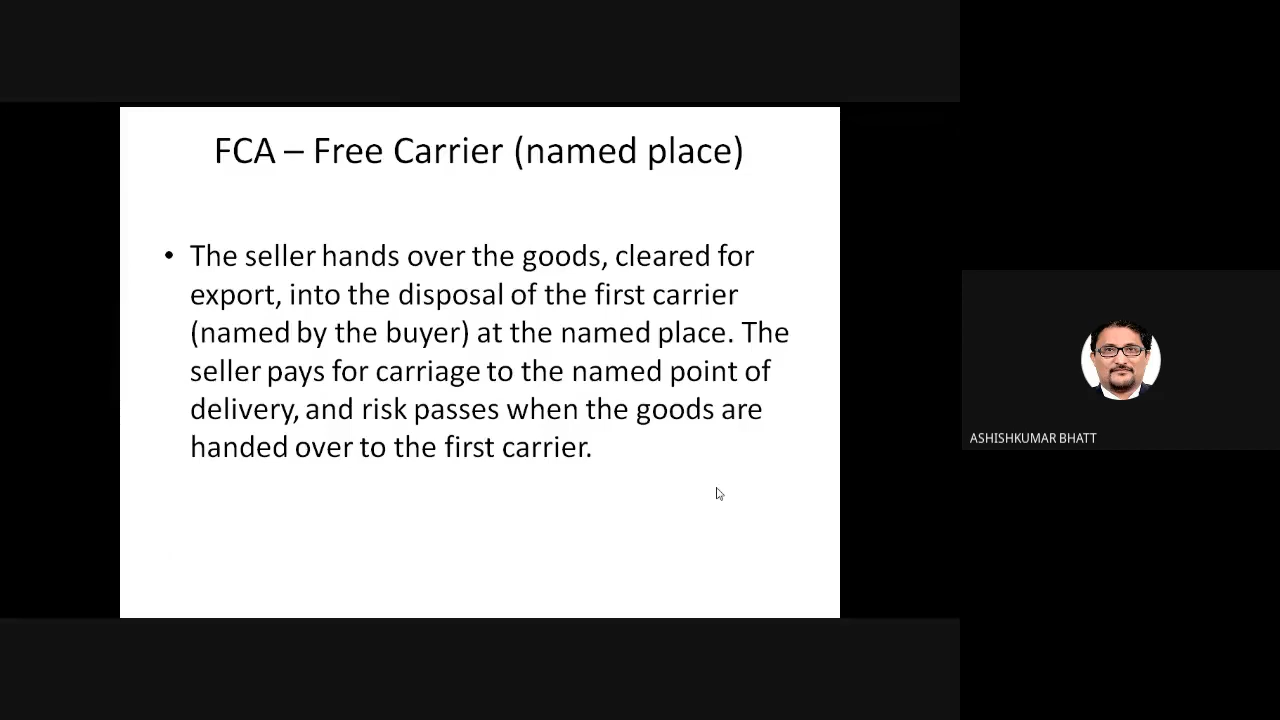 FCA – Free Carrier (named place)
• The seller hands over the goods, cleared for
export, into the disposal of the first carrier
(named by the buyer) at the named place. The
seller pays for carriage to the named point of
delivery, and risk passes when the goods are
handed over to the first carrier.
ASHISHKUMAR BHATT